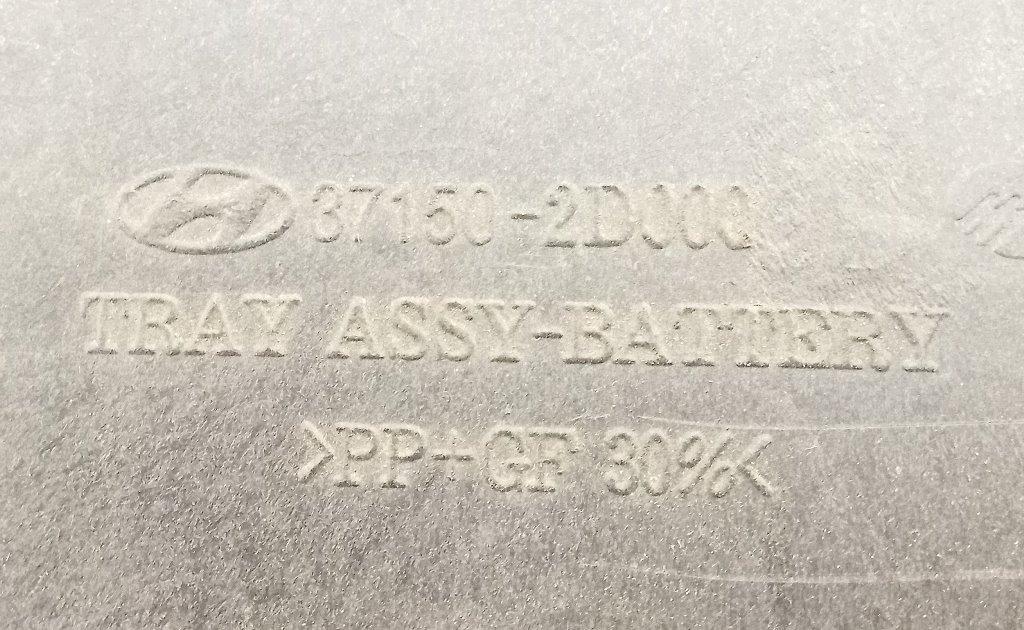 37150-2D000
TRAY ASSY-BATTERY
>PP+GF 30%<